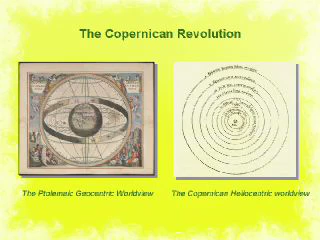 The Copernican Revolution
The Ptolemaic Geocentric Worldview
The Copernican Heliocentric worldview